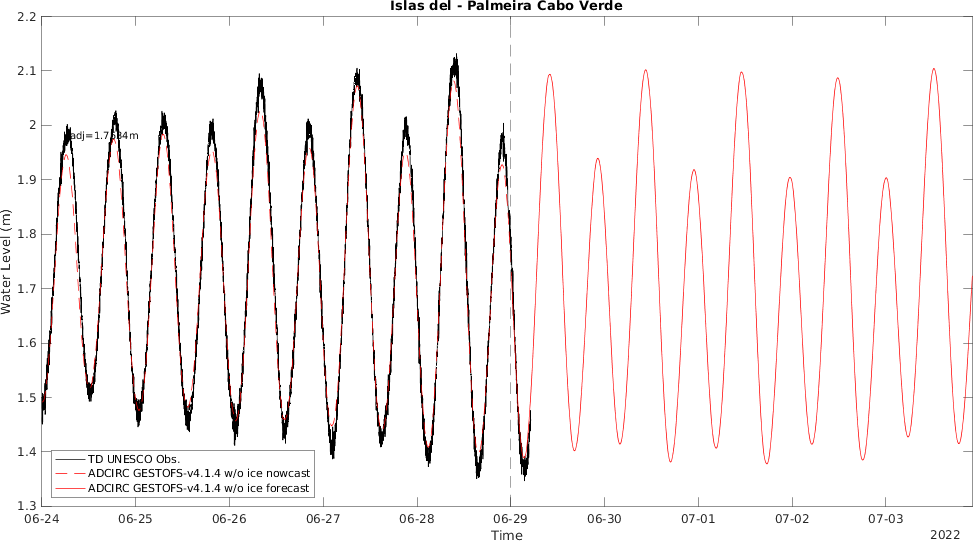 Islas del - Palmeira Cabo Verde
2.2
2.1
2
1.9
1.8
1.7
1.6
1.5
1.4
1.3
Water Level (m)
TD UNESCO Obs.
ADCIRC GESTOFS-v4.1.4 w/o ice nowcast
ADCIRC GESTOFS-v4.1.4 w/o ice forecast
06-24 06-25 06-26 06-27 06-28 06-29 06-30 07-01 07-02 07-03
Time
2022